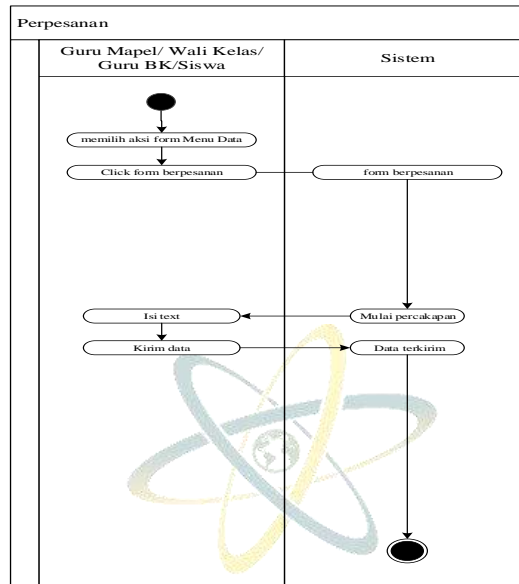 Perpesanan
Guru Mapel/ Wali Kelas/
Guru BK/Siswa
Sistem
memilih aksi form Menu Data
Click form berpesanan
form berpesanan
Isi text
Mulai percakapan
Kirim data
Data terkirim